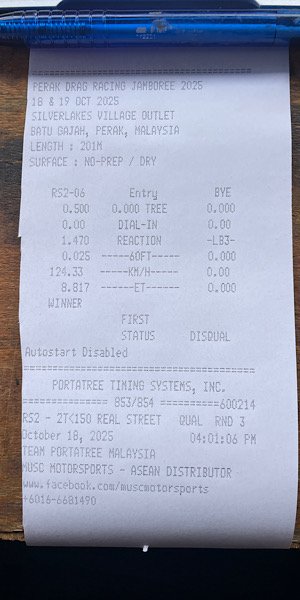 ==========================================
PERAK DRAG RACING JAMBOREE 2025
18 & 19 OCT 2025
SILVERLAKES VILLAGE OUTLET
BATU GAJAH, PERAK, MALAYSIA
LENGTH : 201M
SURFACE : NO-PREP / DRY
RS2-06 Entry BYE
0.500 0.000 TREE 0.000
0.00 DIAL-IN 0.00
1.470 REACTION -LB3-
0.025 ------60FT------ 0.000
124.33 ------KM/H------ 0.00
8.817 -------ET------- 0.000
WINNER
FIRST
STATUS DISQUAL
Autostart Disabled
==========================================
PORTATREE TIMING SYSTEMS, INC.
=============== 853/854 ==========600214
RS2 - 2TK150 REAL STREET QUAL RND 3
October 18, 2025 04:01:06 PM
TEAM PORTATREE MALAYSIA
MUSC MOTORSPORTS - ASEAN DISTRIBUTOR
www.facebook.com/muscmotorsports
+6016-6681490